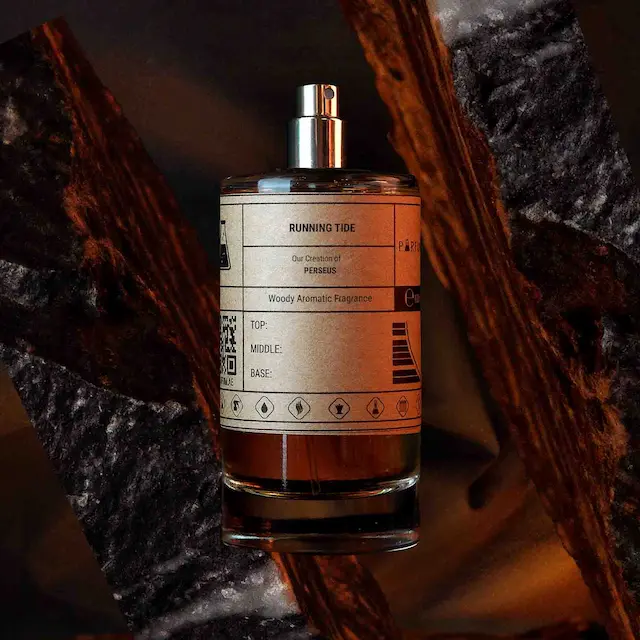 RUNNING TIDE
Our Creation of
PERSEUS
Woody Aromatic Fragrance
TOP:
MIDDLE:
BASE: